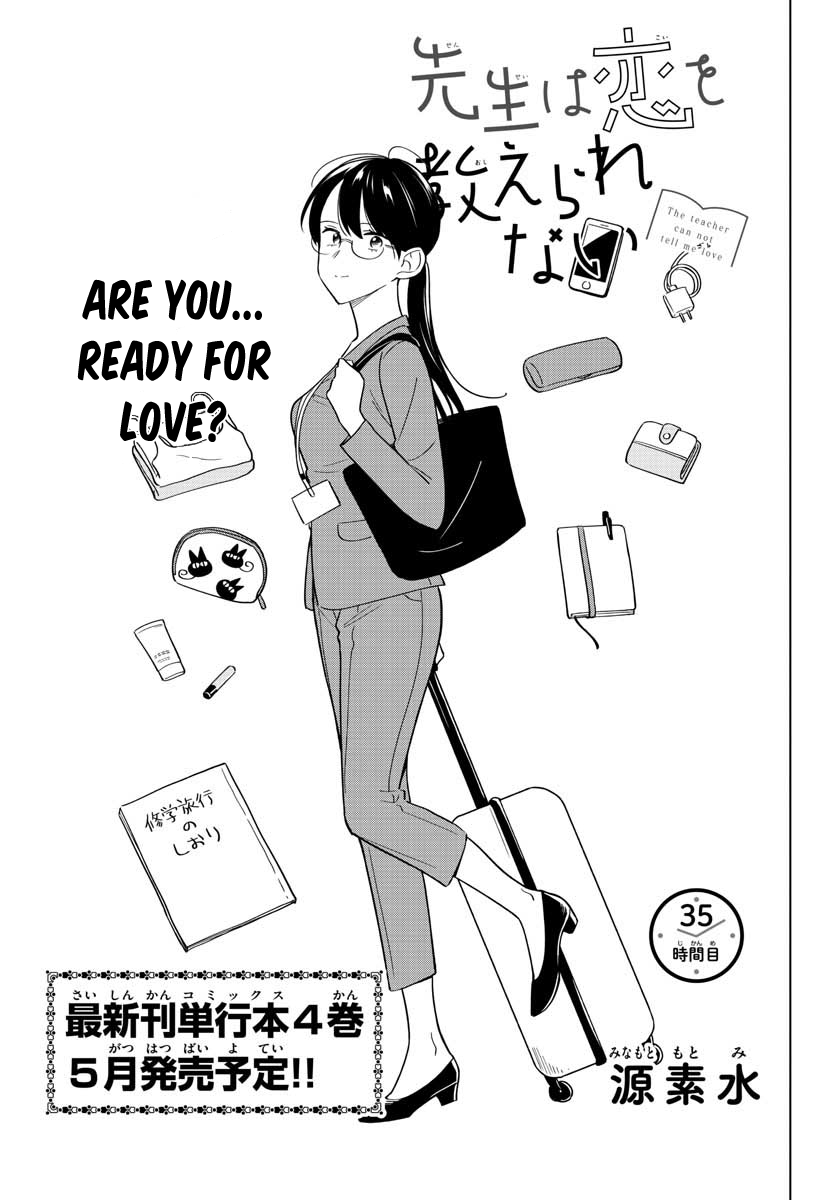 先生は恋を
教えられ
ない
The teacher
can not
tell me love
ARE YOU...
READY FOR
LOVE?
修学旅行
の
しおり
35
時間目
最新刊単行本4巻
5月発売予定!!
源素水